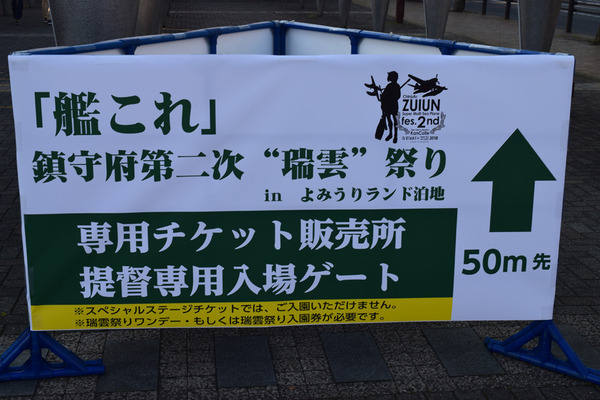 「艦これ」
ZUIUN
fes.2nd
鎮守府第二次“瑞雲”祭り
in よみうりランド泊地
専用チケット販売所
提督専用入場ゲート
50m 先
※スペシャルステージチケットでは、ご入園いただけません。
※瑞雲祭りワンデー・もしくは瑞雲祭り入園券が必要です。